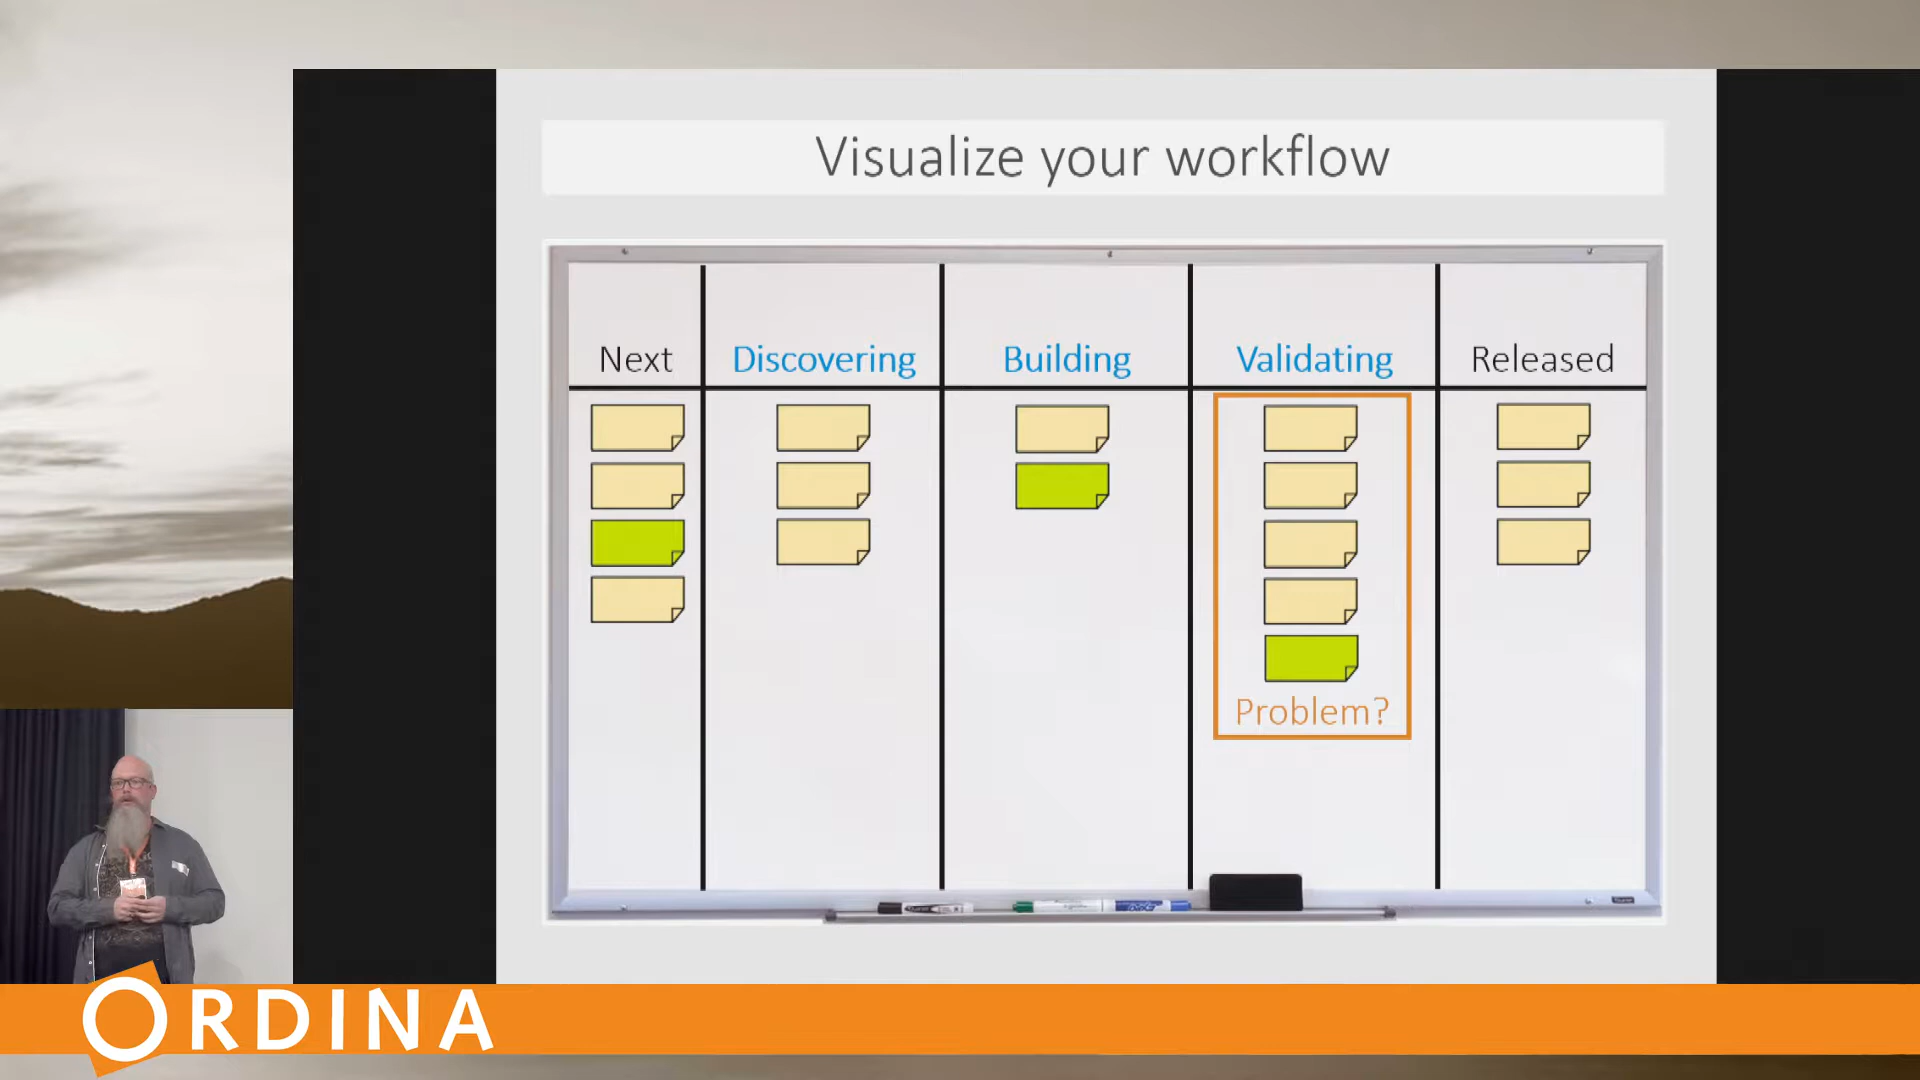 Visualize your workflow
Next
Discovering
Building
Validating
Released
Problem?
ORDINA